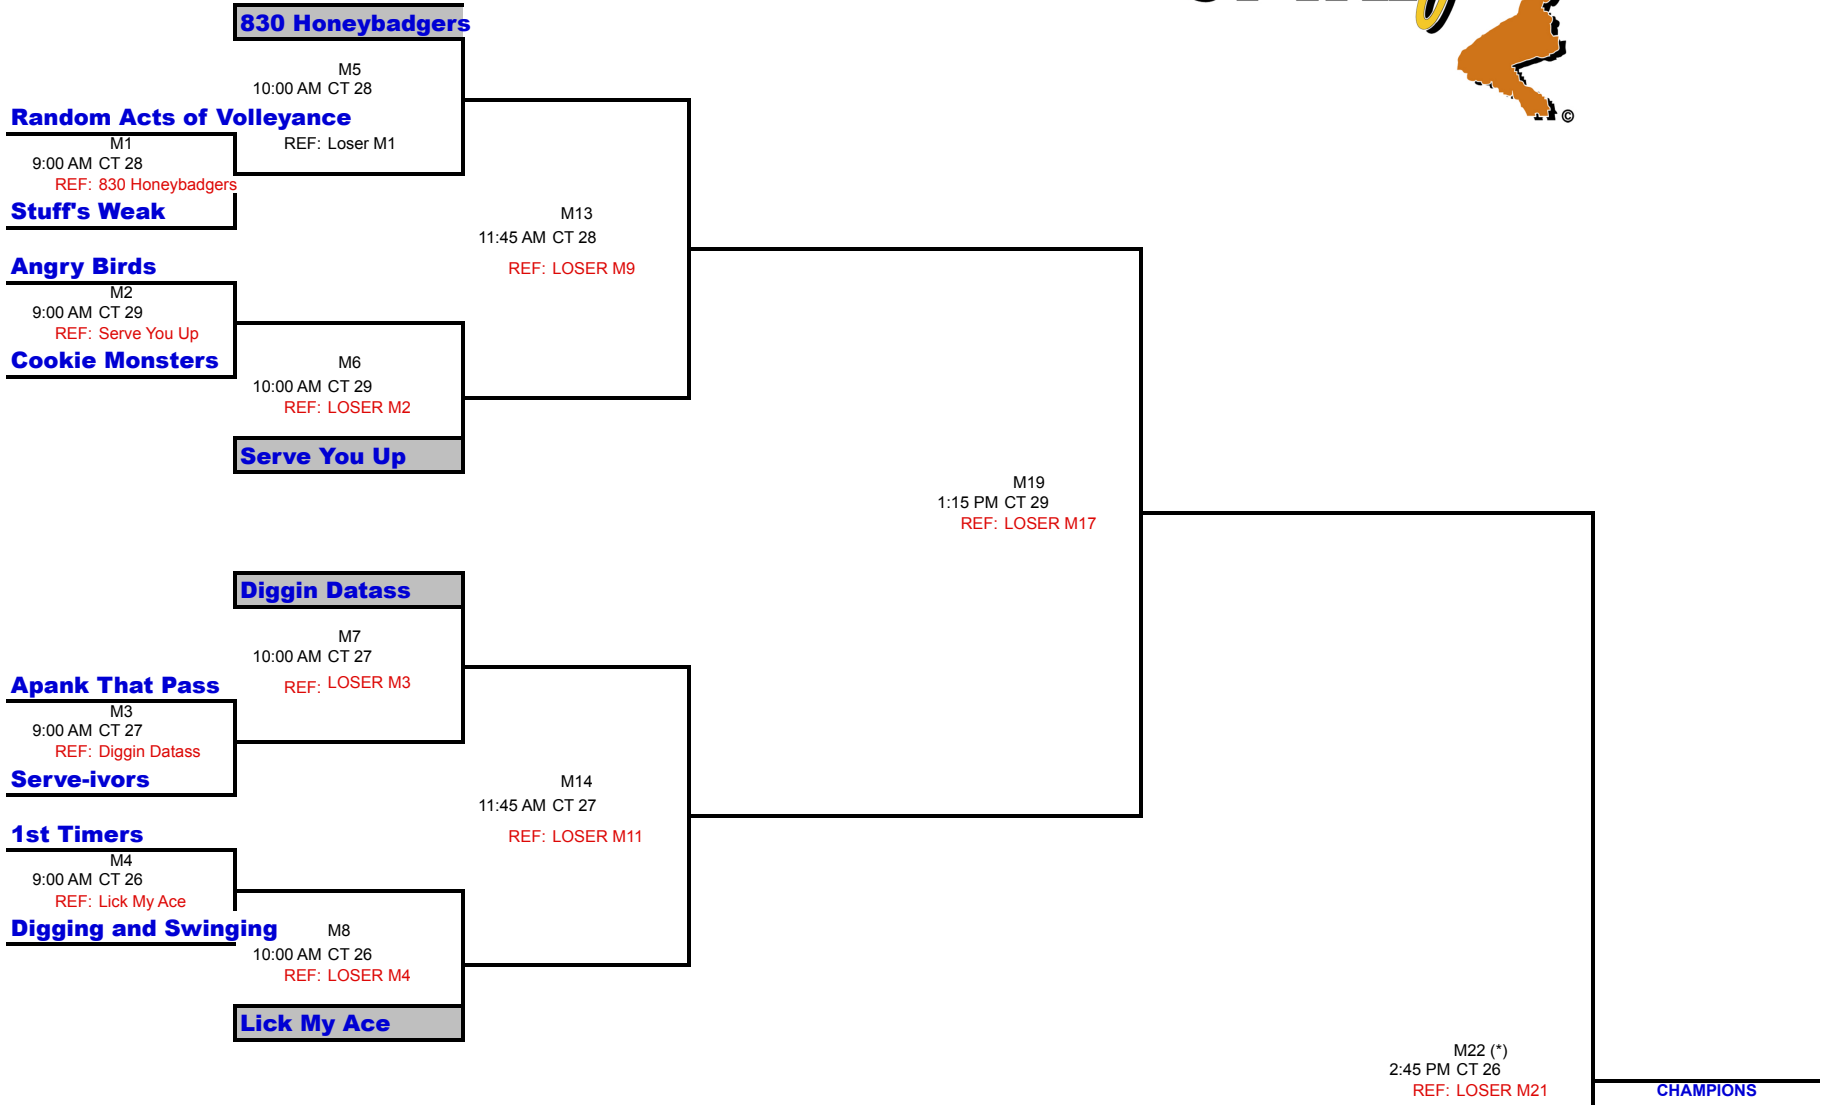 830 Honeybadgers
M5
10:00 AM CT 28
Random Acts of Volleyance
M1
REF: Loser M1
9:00 AM CT 28
REF: 830 Honeybadgers
Stuff's Weak
M13
11:45 AM CT 28
Angry Birds
REF: LOSER M9
M2
9:00 AM CT 29
REF: Serve You Up
Cookie Monsters
M6
10:00 AM CT 29
REF: LOSER M2
Serve You Up
M19
1:15 PM CT 29
REF: LOSER M17
Diggin Datass
M7
10:00 AM CT 27
Apank That Pass
REF: LOSER M3
M3
9:00 AM CT 27
REF: Diggin Datass
Serve-ivors
M14
11:45 AM CT 27
1st Timers
REF: LOSER M11
M4
9:00 AM CT 26
REF: Lick My Ace
Digging and Swinging
M8
10:00 AM CT 26
REF: LOSER M4
Lick My Ace
M22 (*)
2:45 PM CT 26
REF: LOSER M21
CHAMPIONS
©